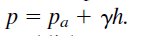 p = pₐ + γh.